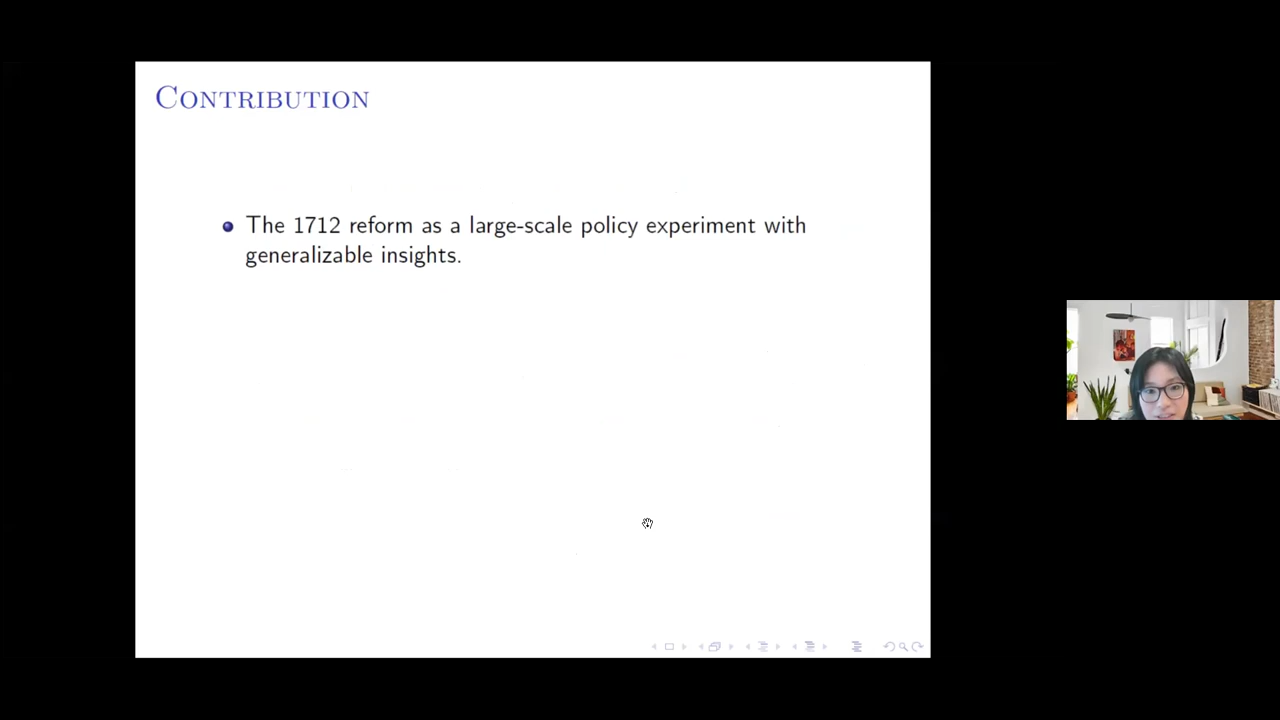 CONTRIBUTION
The 1712 reform as a large-scale policy experiment with
generalizable insights.